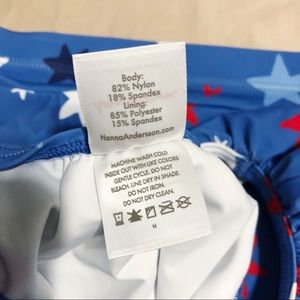 Body:
82% Nylon
18% Spandex
Lining:
85% Polyester
15% Spandex
HannaAndersson.com
MACHINE WASH COLD
INSIDE OUT WITH LIKE COLORS
GENTLE CYCLE. DO NOT
BLEACH. LINE DRY IN SHADE.
DO NOT IRON.
DO NOT DRY CLEAN.
H